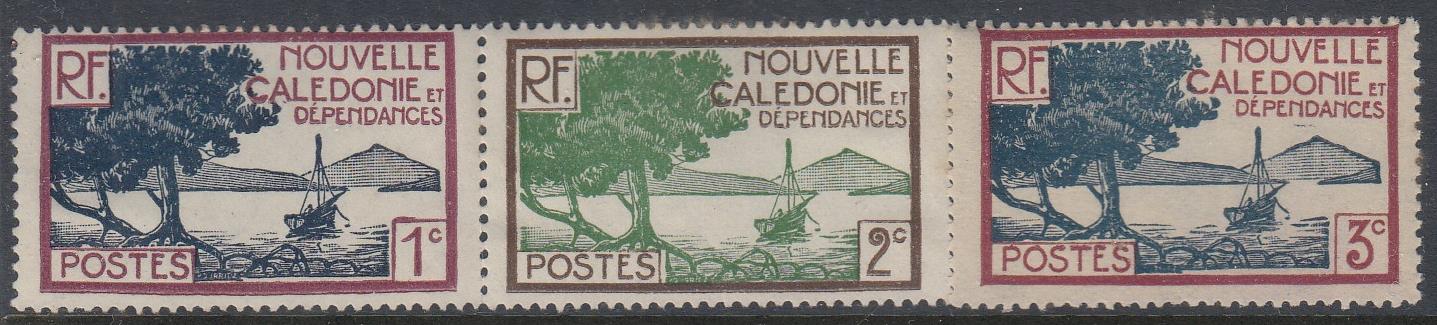 RF.
NOUVELLE
CALEDONIE ET
DÉPENDANCES
POSTES
1c
RF.
NOUVELLE
CALEDONIE ET
DÉPENDANCES
POSTES
2c
RF.
NOUVELLE
CALEDONIE ET
DÉPENDANCES
POSTES
3c